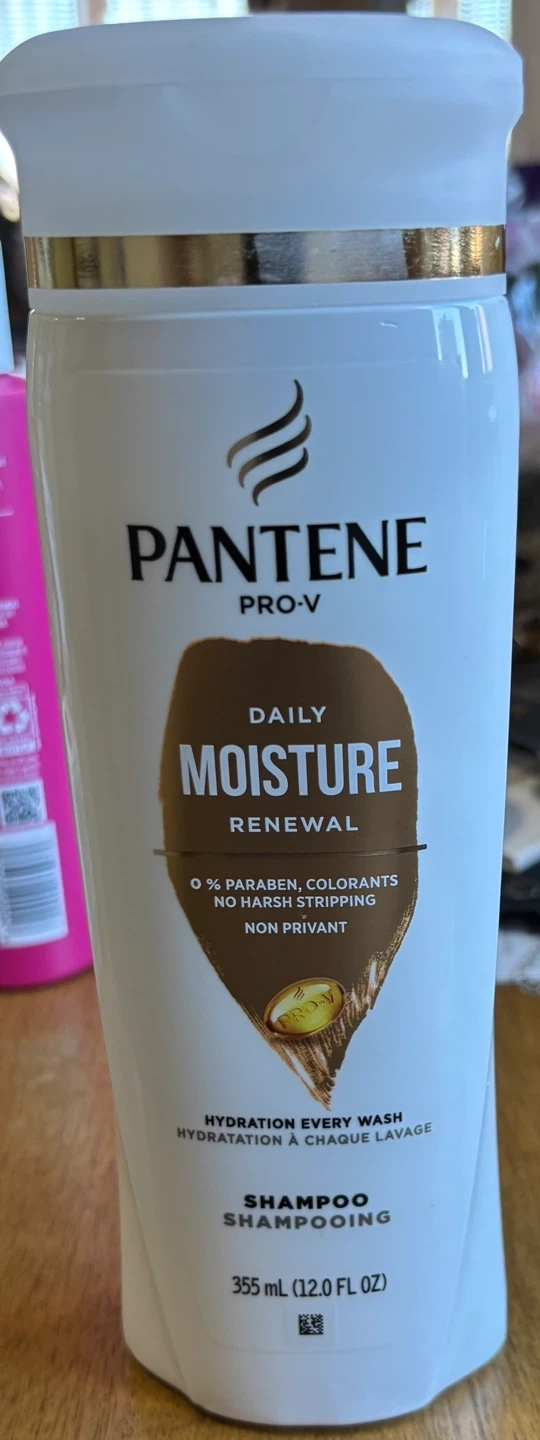 PANTENE
PRO-V
DAILY
MOISTURE
RENEWAL
0 % PARABEN, COLORANTS
NO HARSH STRIPPING
NON PRIVANT
PRO-V
HYDRATION EVERY WASH
HYDRATATION À CHAQUE LAVAGE
SHAMPOO
SHAMPOOING
355 mL (12.0 FL OZ)